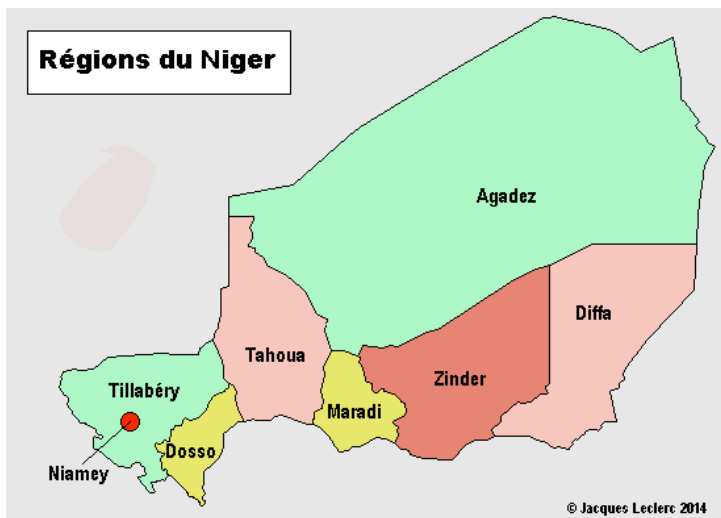 Régions du Niger
Agadez
Diffa
Tahoua
Zinder
Tillabéry
Maradi
Dosso
Niamey
© Jacques Leclerc 2014